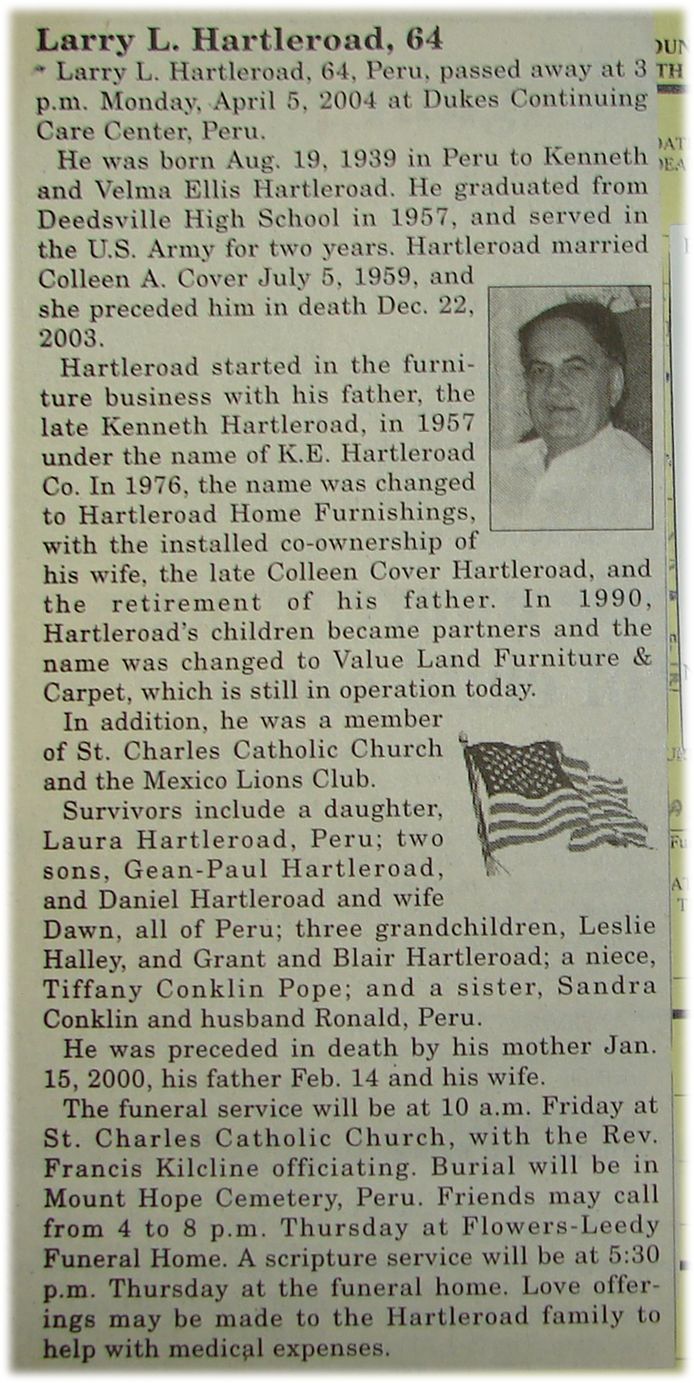 Larry L. Hartleroad, 64
Larry L. Hartleroad, 64, Peru, passed away at 3
p.m. Monday, April 5, 2004 at Dukes Continuing
Care Center, Peru.
He was born Aug. 19, 1939 in Peru to Kenneth
and Velma Ellis Hartleroad. He graduated from
Deedsville High School in 1957, and served in
the U.S. Army for two years. Hartleroad married
Colleen A. Cover July 5, 1959, and
she preceded him in death Dec. 22,
2003.
Hartleroad started in the furni-
ture business with his father, the
late Kenneth Hartleroad, in 1957
under the name of K.E. Hartleroad
Co. In 1976, the name was changed
to Hartleroad Home Furnishings,
with the installed co-ownership of
his wife, the late Colleen Cover Hartleroad, and
the retirement of his father. In 1990,
Hartleroad's children became partners and the
name was changed to Value Land Furniture &
Carpet, which is still in operation today.
In addition, he was a member
of St. Charles Catholic Church
and the Mexico Lions Club.
Survivors include a daughter,
Laura Hartleroad, Peru; two
sons, Gean-Paul Hartleroad,
and Daniel Hartleroad and wife
Dawn, all of Peru; three grandchildren, Leslie
Halley, and Grant and Blair Hartleroad; a niece,
Tiffany Conklin Pope; and a sister, Sandra
Conklin and husband Ronald, Peru.
He was preceded in death by his mother Jan.
15, 2000, his father Feb. 14 and his wife.
The funeral service will be at 10 a.m. Friday at
St. Charles Catholic Church, with the Rev.
Francis Kilcline officiating. Burial will be in
Mount Hope Cemetery, Peru. Friends may call
from 4 to 8 p.m. Thursday at Flowers-Leedy
Funeral Home. A scripture service will be at 5:30
p.m. Thursday at the funeral home. Love offer-
ings may be made to the Hartleroad family to
help with medical expenses.